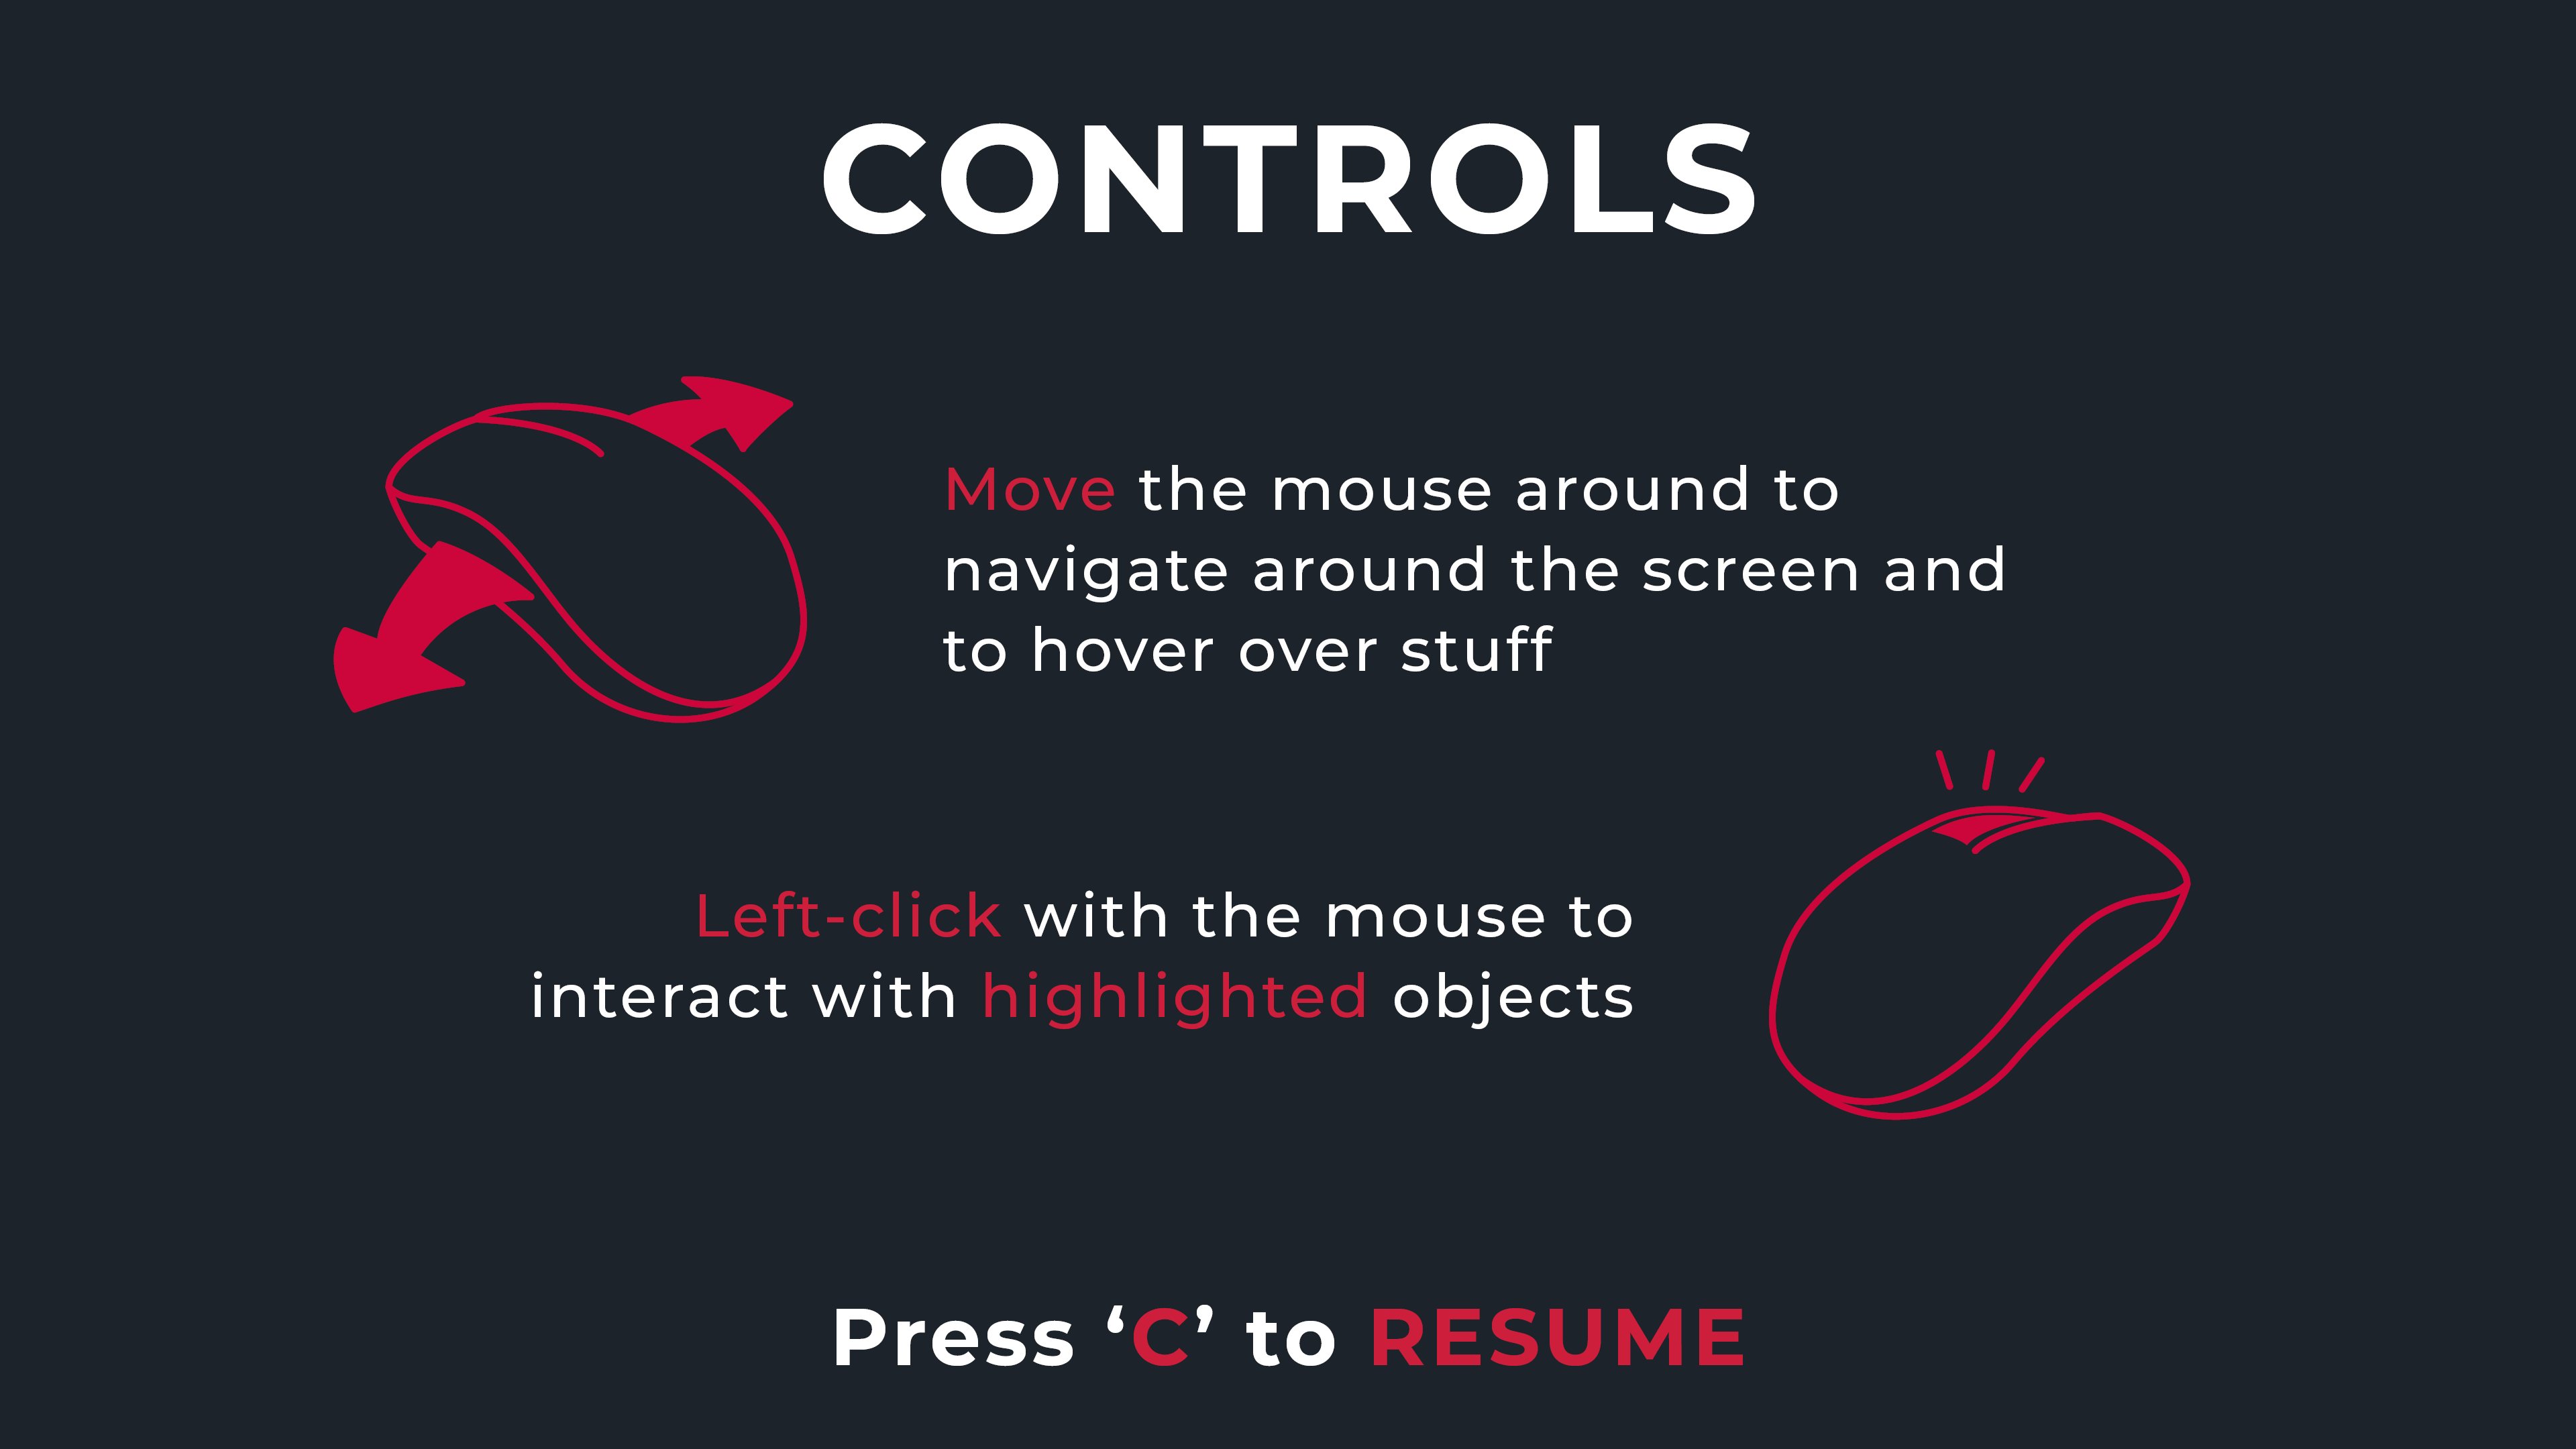 CONTROLS
Move the mouse around to
navigate around the screen and
to hover over stuff
Left-click with the mouse to
interact with highlighted objects
Press ‘C’ to RESUME